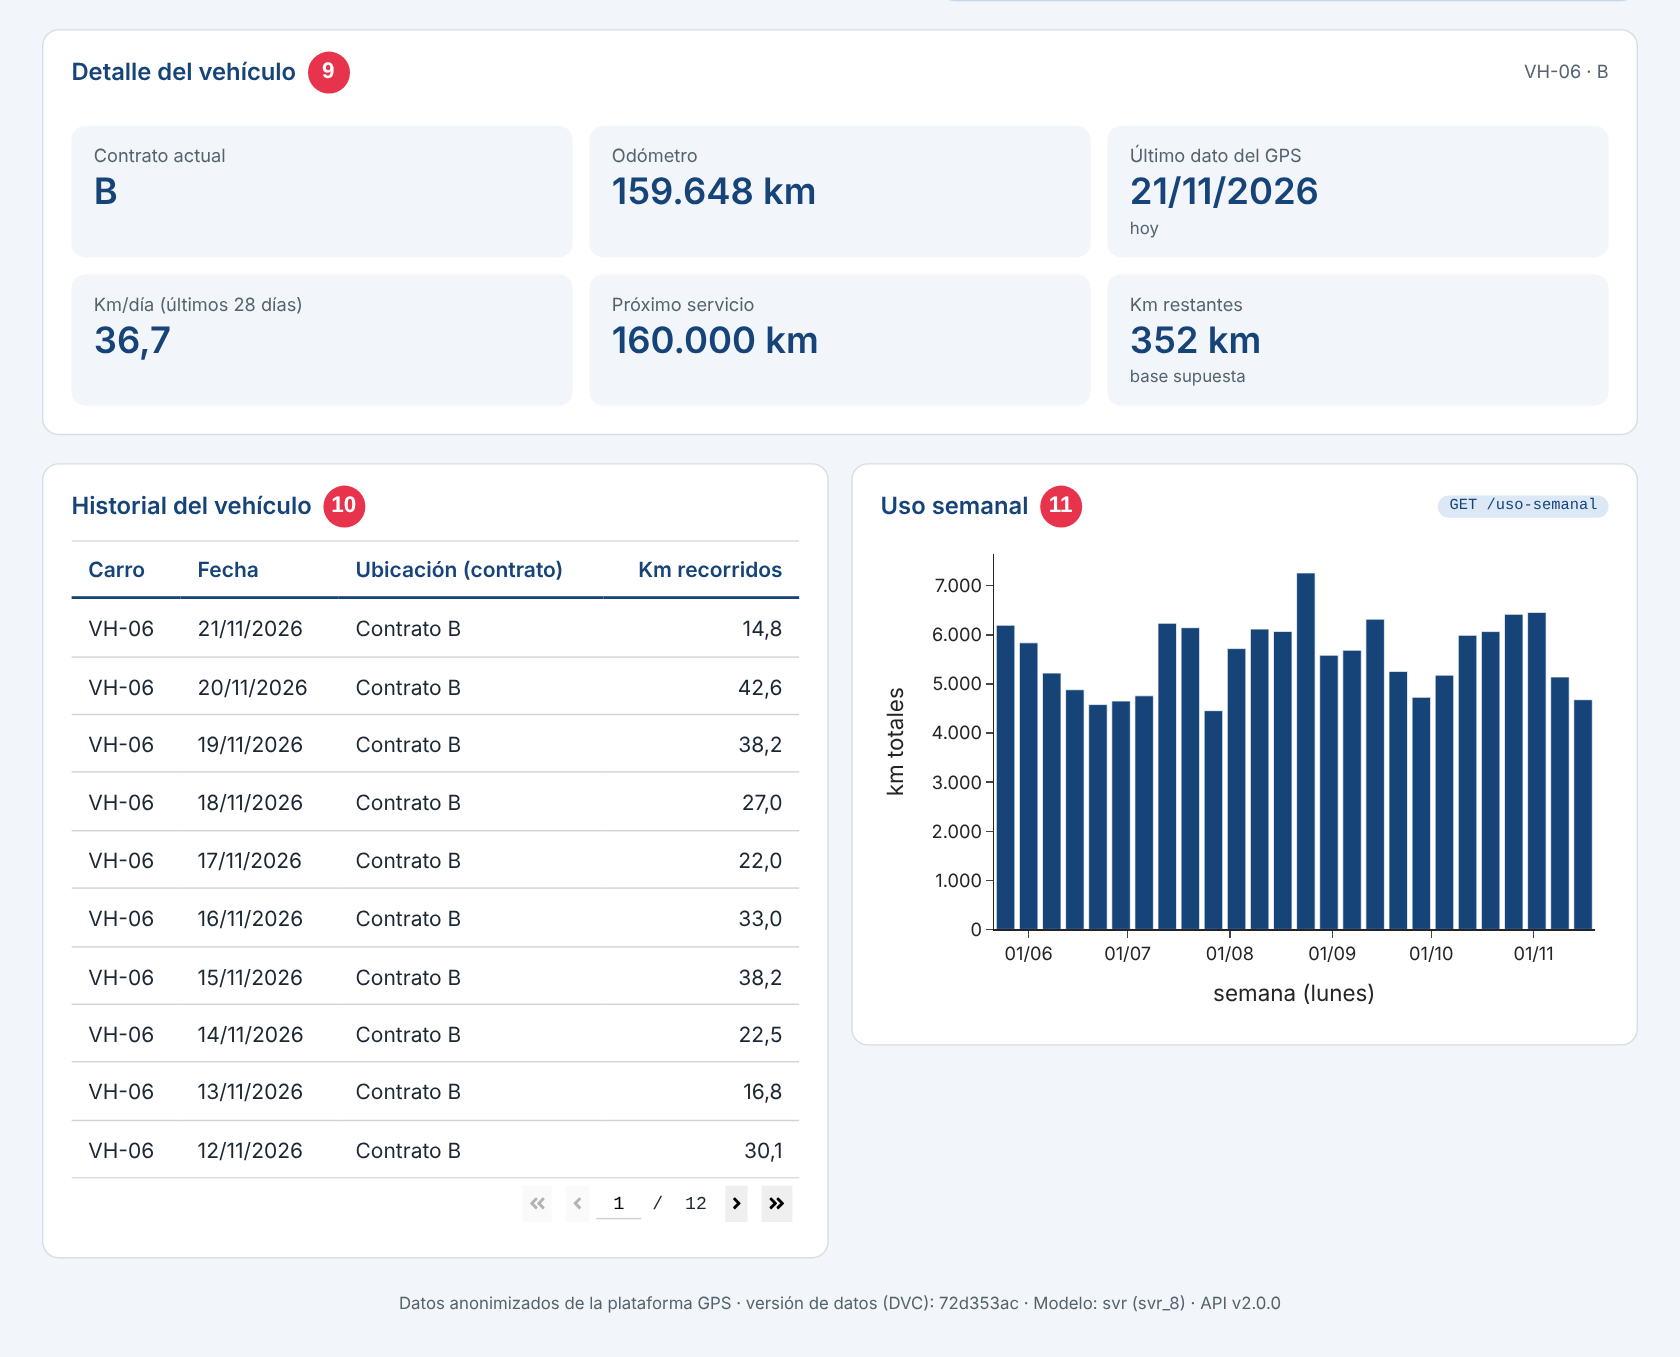 Detalle del vehículo 9
VH-06 · B
Contrato actual
B
Odómetro
159.648 km
Último dato del GPS
21/11/2026
hoy
Km/día (últimos 28 días)
36,7
Próximo servicio
160.000 km
Km restantes
352 km
base supuesta
Historial del vehículo 10
Carro Fecha Ubicación (contrato) Km recorridos
VH-06 21/11/2026 Contrato B 14,8
VH-06 20/11/2026 Contrato B 42,6
VH-06 19/11/2026 Contrato B 38,2
VH-06 18/11/2026 Contrato B 27,0
VH-06 17/11/2026 Contrato B 22,0
VH-06 16/11/2026 Contrato B 33,0
VH-06 15/11/2026 Contrato B 38,2
VH-06 14/11/2026 Contrato B 22,5
VH-06 13/11/2026 Contrato B 16,8
VH-06 12/11/2026 Contrato B 30,1
« ‹ 1 / 12 › »
Uso semanal 11
GET /uso-semanal
km totales
7.000
6.000
5.000
4.000
3.000
2.000
1.000
0
01/06 01/07 01/08 01/09 01/10 01/11
semana (lunes)
Datos anonimizados de la plataforma GPS · versión de datos (DVC): 72d353ac · Modelo: svr (svr_8) · API v2.0.0